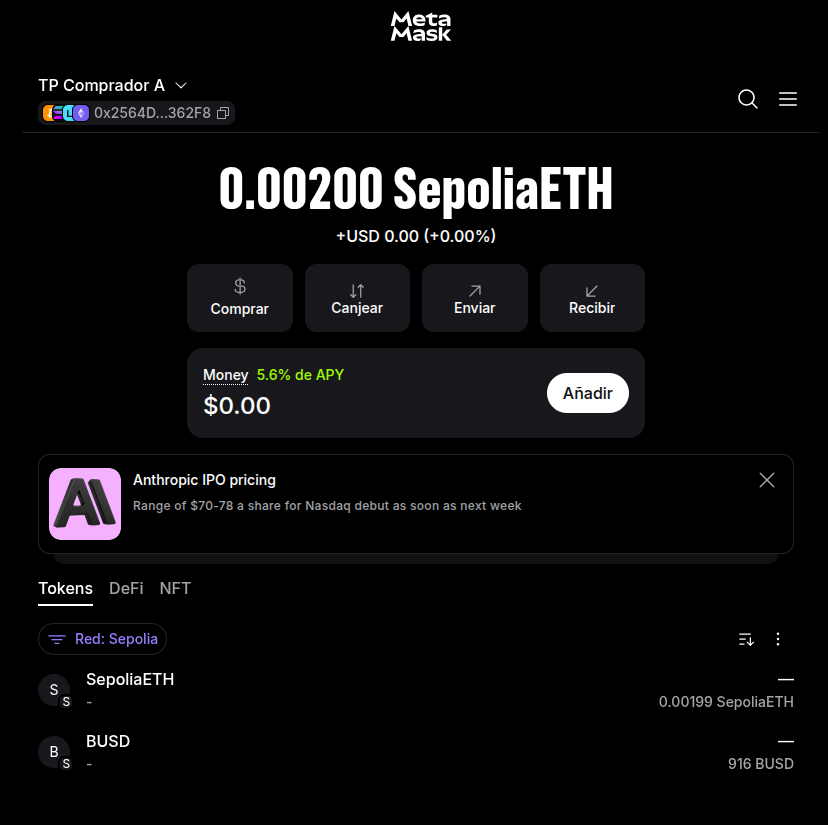 Meta
Mask
TP Comprador A
0x2564D...362F8
0.00200 SepoliaETH
+USD 0.00 (+0.00%)
$
Comprar
Canjear
Enviar
Recibir
Money 5.6% de APY
$0.00
Añadir
AI
Anthropic IPO pricing
Range of $70-78 a share for Nasdaq debut as soon as next week
Tokens DeFi NFT
Red: Sepolia
S
S
SepoliaETH —
- 0.00199 SepoliaETH
B
S
BUSD —
- 916 BUSD